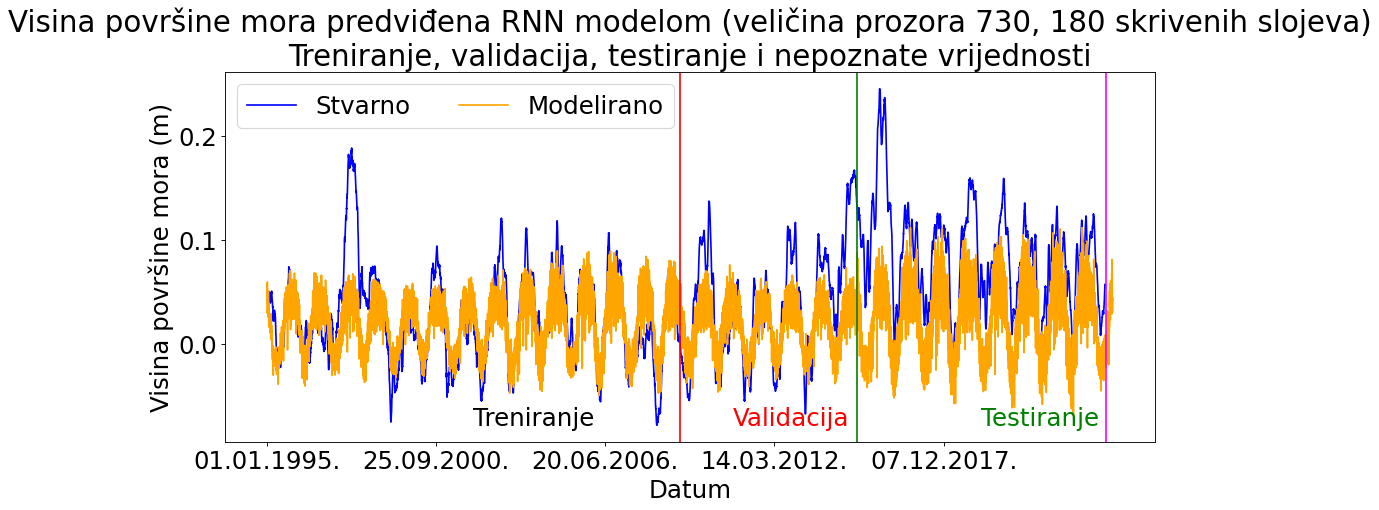 Visina površine mora predviđena RNN modelom (veličina prozora 730, 180 skrivenih slojeva)
Treniranje, validacija, testiranje i nepoznate vrijednosti
Stvarno Modelirano
Visina površine mora (m)
0.2
0.1
0.0
Treniranje Validacija Testiranje
01.01.1995. 25.09.2000. 20.06.2006. 14.03.2012. 07.12.2017.
Datum